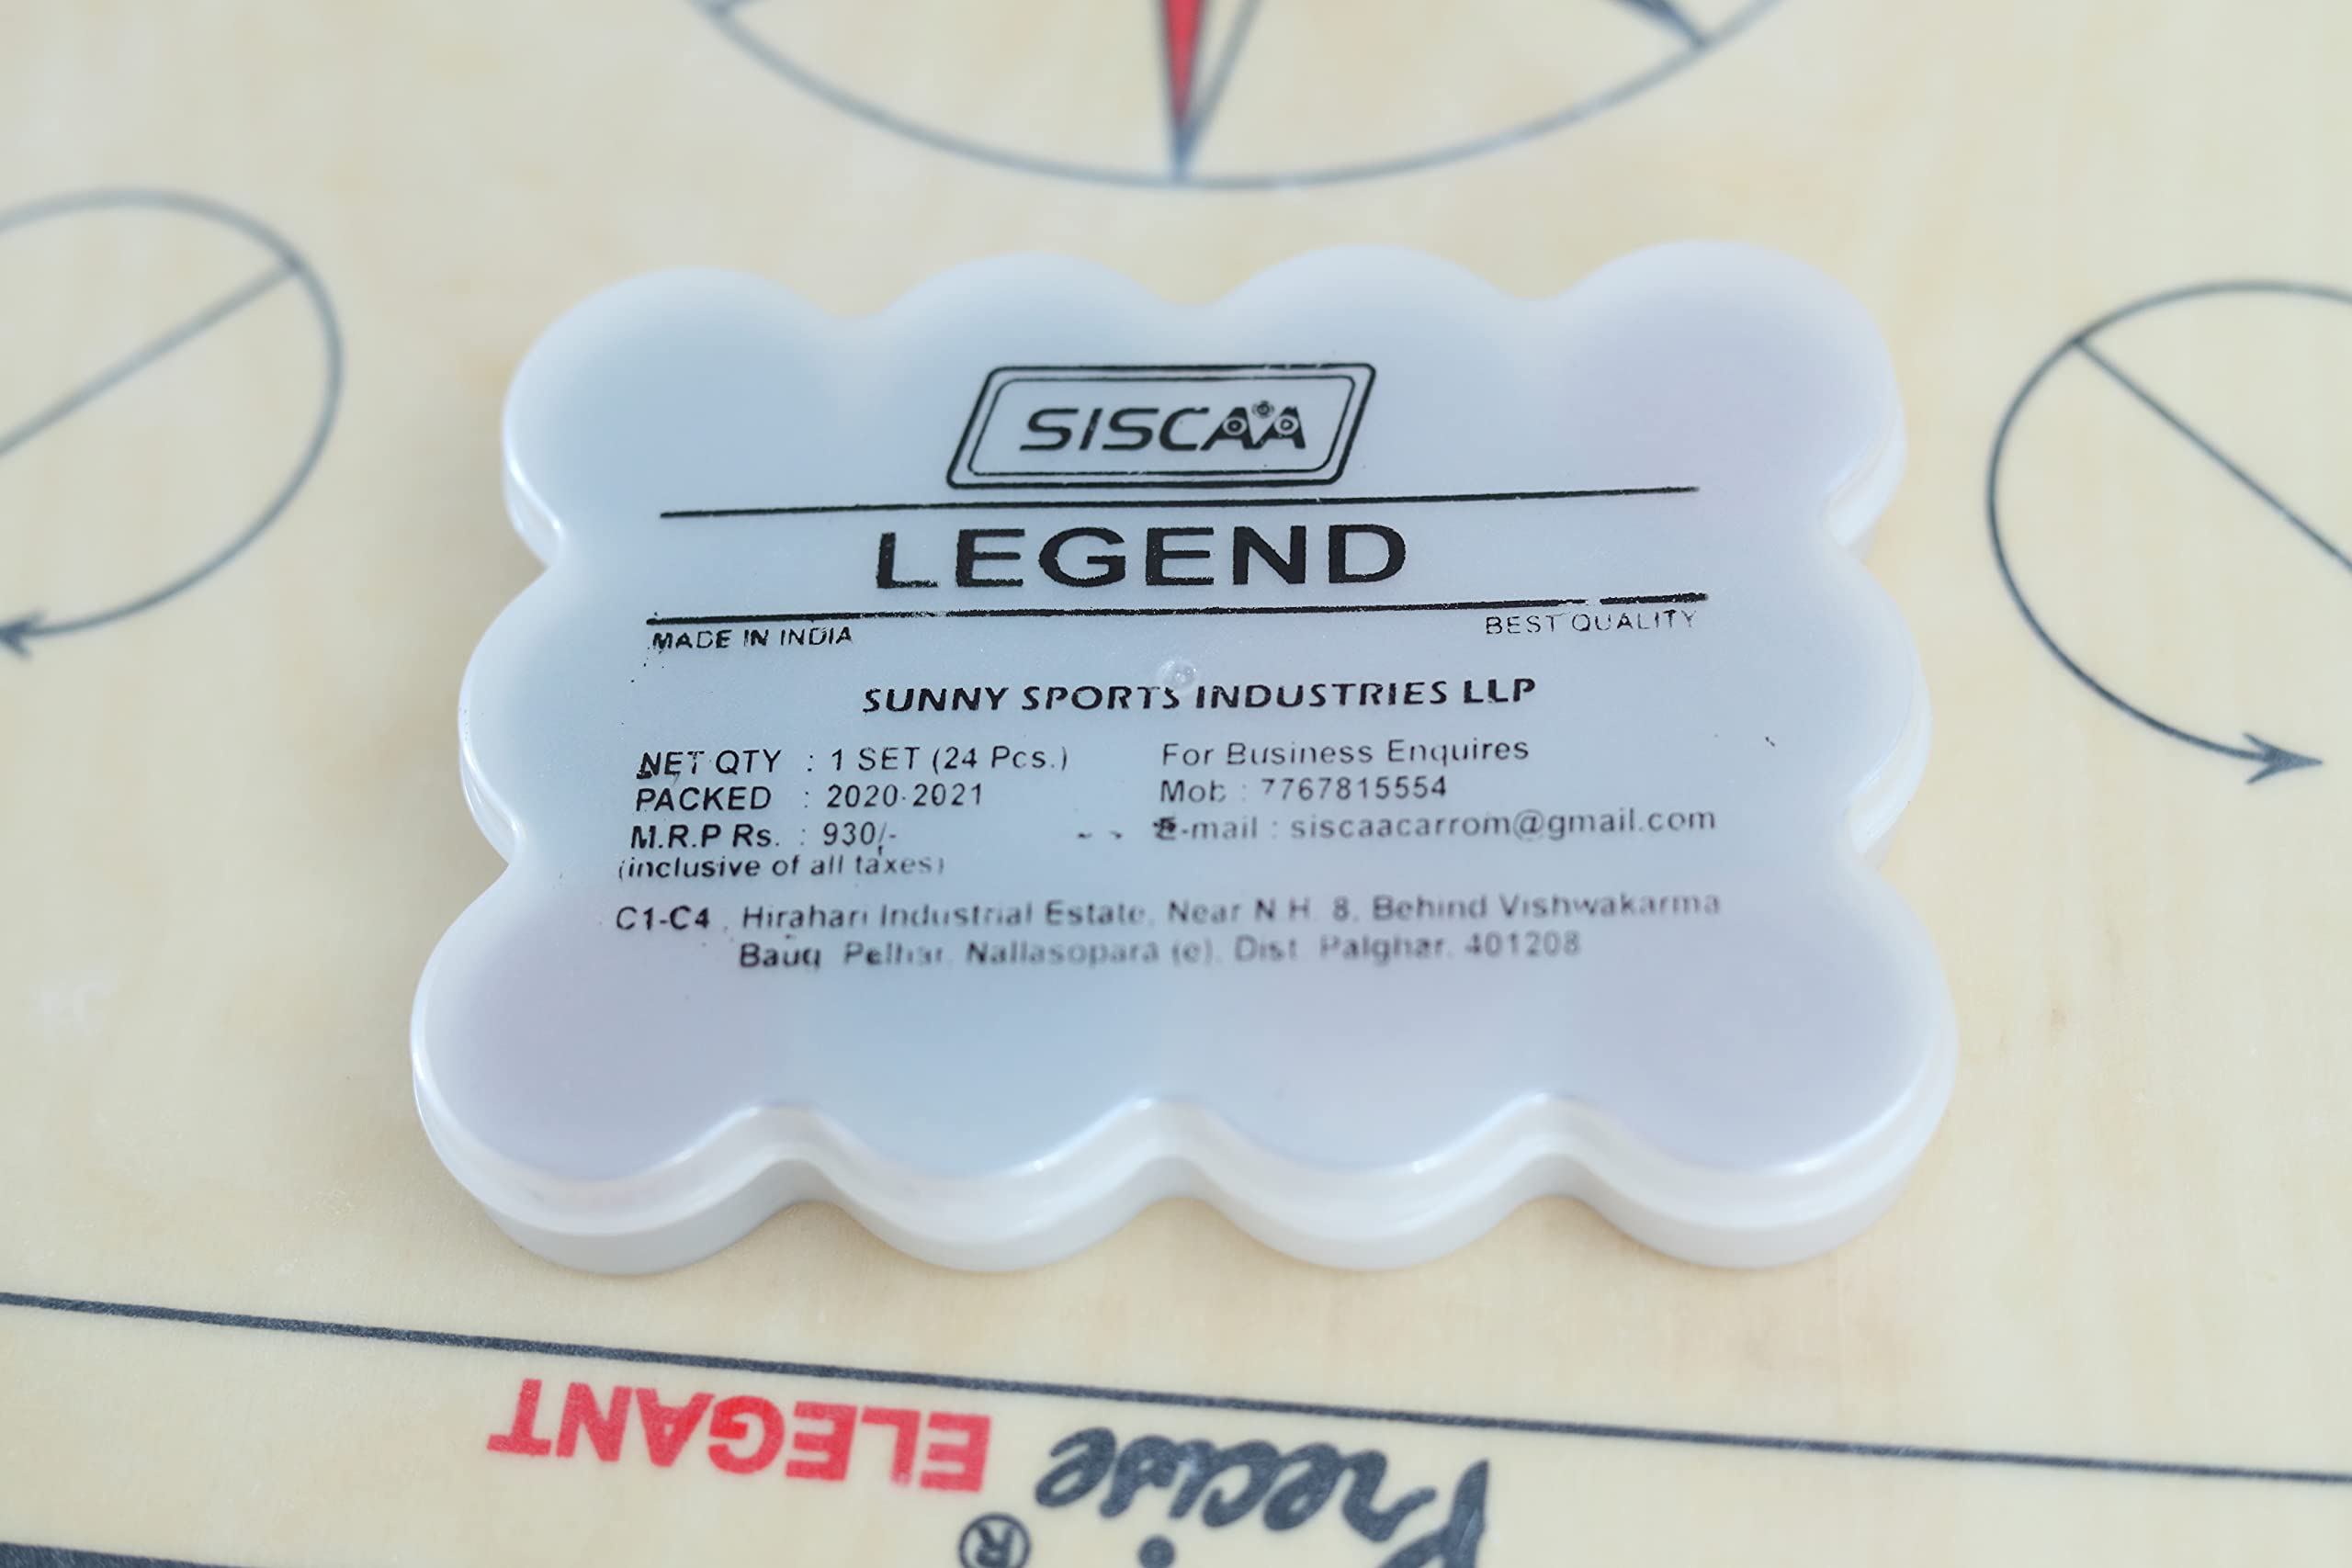 SISCAA
LEGEND
MADE IN INDIA
BEST QUALITY
SUNNY SPORTS INDUSTRIES LLP
NET QTY : 1 SET (24 Pcs.)
PACKED : 2020-2021
M.R.P Rs. : 930/-
(inclusive of all taxes)
For Business Enquires
Mob : 7767815554
E-mail : siscaacarrom@gmail.com
C1-C4, Hirahari Industrial Estate, Near N.H. 8, Behind Vishwakarma
Baug, Pelhar, Nallasopara (e), Dist. Palghar. 401208
Precise ELEGANT
®